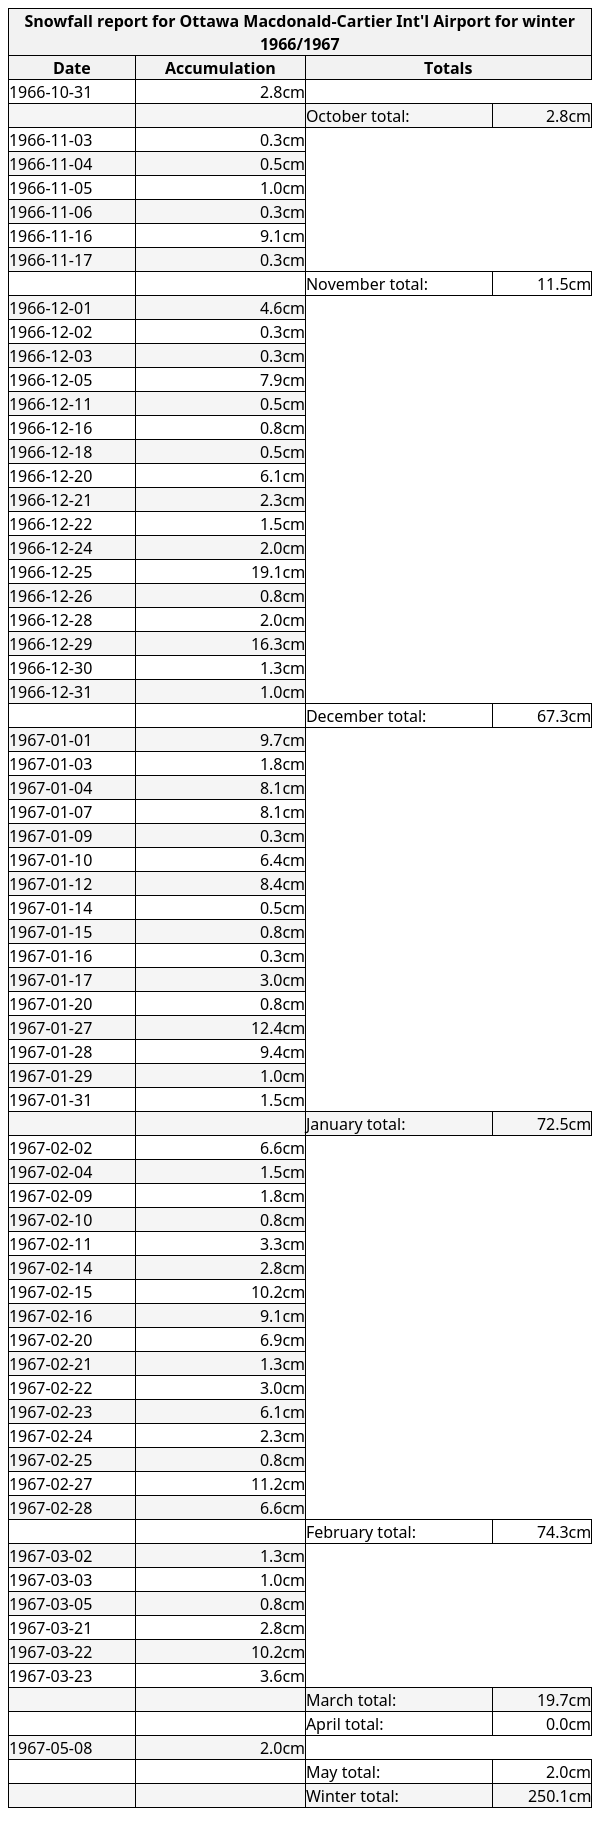 Snowfall report for Ottawa Macdonald-Cartier Int'l Airport for winter
1966/1967
Date Accumulation Totals
1966-10-31 2.8cm
October total: 2.8cm
1966-11-03 0.3cm
1966-11-04 0.5cm
1966-11-05 1.0cm
1966-11-06 0.3cm
1966-11-16 9.1cm
1966-11-17 0.3cm
November total: 11.5cm
1966-12-01 4.6cm
1966-12-02 0.3cm
1966-12-03 0.3cm
1966-12-05 7.9cm
1966-12-11 0.5cm
1966-12-16 0.8cm
1966-12-18 0.5cm
1966-12-20 6.1cm
1966-12-21 2.3cm
1966-12-22 1.5cm
1966-12-24 2.0cm
1966-12-25 19.1cm
1966-12-26 0.8cm
1966-12-28 2.0cm
1966-12-29 16.3cm
1966-12-30 1.3cm
1966-12-31 1.0cm
December total: 67.3cm
1967-01-01 9.7cm
1967-01-03 1.8cm
1967-01-04 8.1cm
1967-01-07 8.1cm
1967-01-09 0.3cm
1967-01-10 6.4cm
1967-01-12 8.4cm
1967-01-14 0.5cm
1967-01-15 0.8cm
1967-01-16 0.3cm
1967-01-17 3.0cm
1967-01-20 0.8cm
1967-01-27 12.4cm
1967-01-28 9.4cm
1967-01-29 1.0cm
1967-01-31 1.5cm
January total: 72.5cm
1967-02-02 6.6cm
1967-02-04 1.5cm
1967-02-09 1.8cm
1967-02-10 0.8cm
1967-02-11 3.3cm
1967-02-14 2.8cm
1967-02-15 10.2cm
1967-02-16 9.1cm
1967-02-20 6.9cm
1967-02-21 1.3cm
1967-02-22 3.0cm
1967-02-23 6.1cm
1967-02-24 2.3cm
1967-02-25 0.8cm
1967-02-27 11.2cm
1967-02-28 6.6cm
February total: 74.3cm
1967-03-02 1.3cm
1967-03-03 1.0cm
1967-03-05 0.8cm
1967-03-21 2.8cm
1967-03-22 10.2cm
1967-03-23 3.6cm
March total: 19.7cm
April total: 0.0cm
1967-05-08 2.0cm
May total: 2.0cm
Winter total: 250.1cm